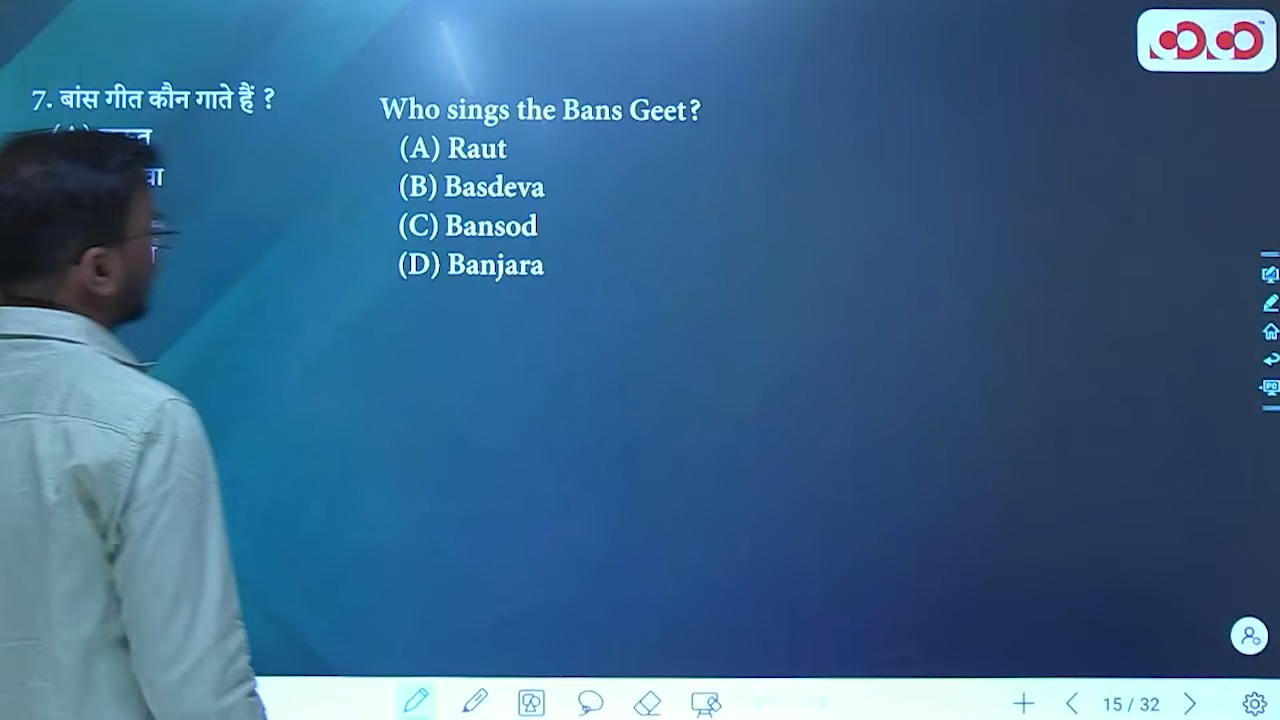 7. बांस गीत कौन गाते हैं ?
Who sings the Bans Geet?
(A) Raut
(B) Basdeva
(C) Bansod
(D) Banjara
15 / 32